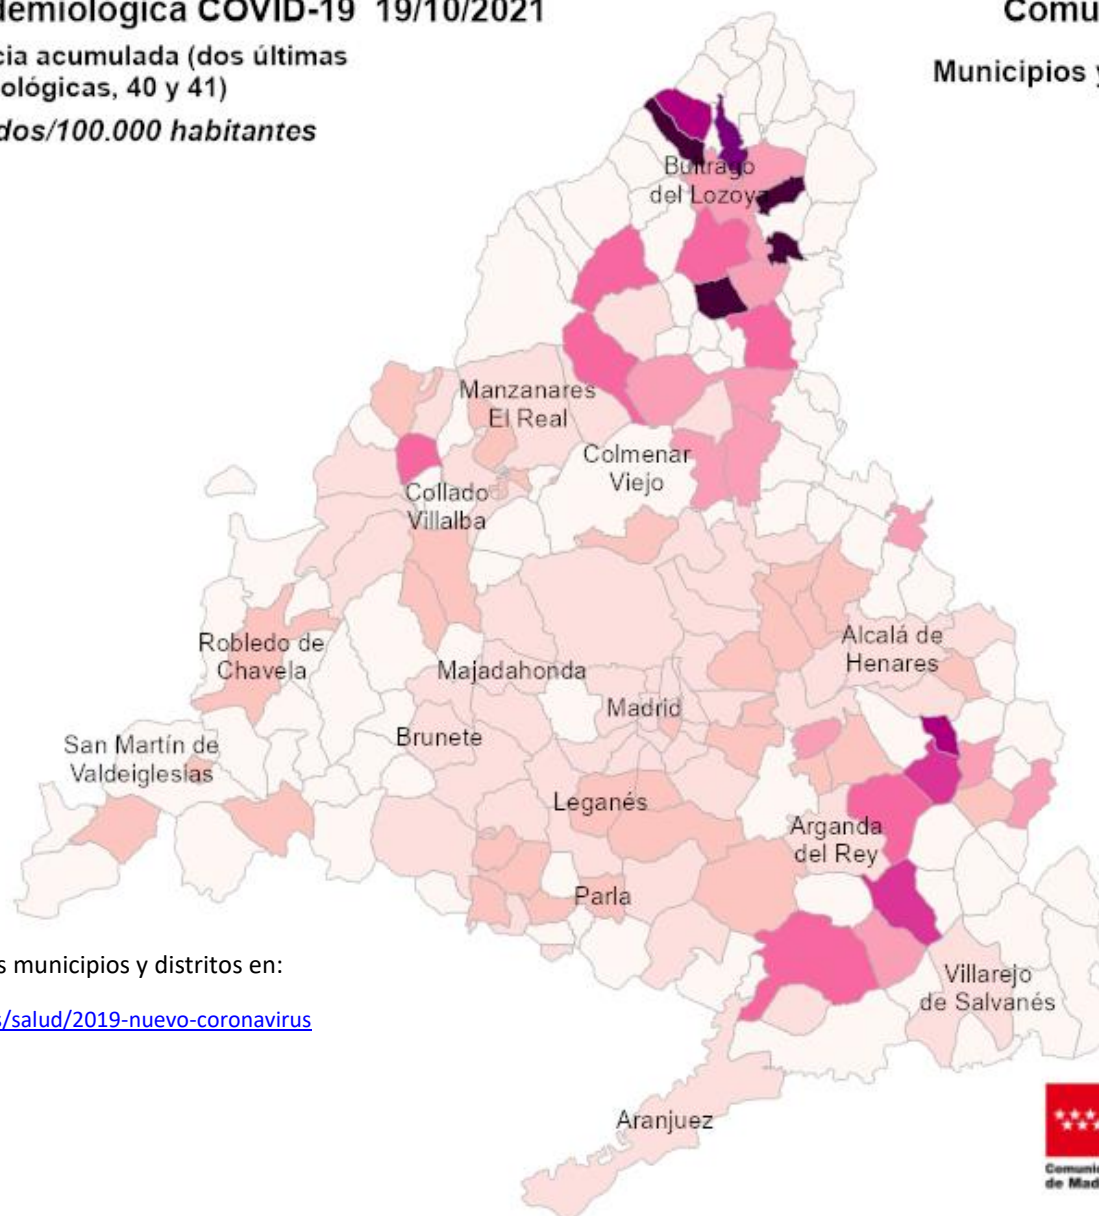 demiológica COVID-19 19/10/2021
cia acumulada (dos últimas
ológicas, 40 y 41)
dos/100.000 habitantes
Comu
Municipios y
Buitrago
del Lozoya
Manzanares
El Real
Colmenar
Viejo
Collado
Villalba
Robledo de
Chavela
Alcalá de
Henares
Majadahonda
Madrid
Brunete
San Martín de
Valdeiglesias
Leganés
Arganda
del Rey
Parla
s municipios y distritos en:
Villarejo
de Salvanés
s/salud/2019-nuevo-coronavirus
Aranjuez
Comunid
de Mad